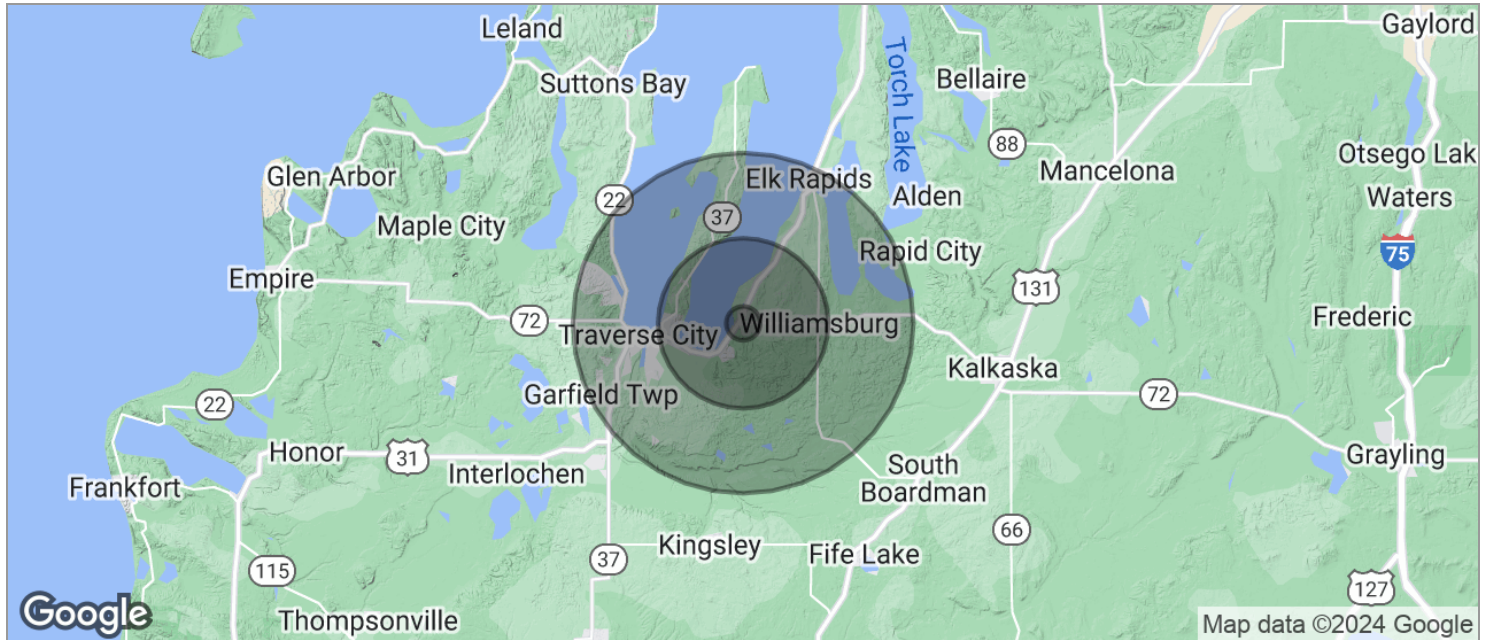 Leland
Gaylord
Suttons Bay
Torch Lake
Bellaire
88
Otsego Lak
Mancelona
Glen Arbor
Elk Rapids
22
Alden
Waters
37
Maple City
Rapid City
75
Empire
131
72
Traverse City
Williamsburg
Frederic
Kalkaska
Garfield Twp
72
22
Honor
31
Interlochen
South
Boardman
Grayling
Frankfort
66
Kingsley
Fife Lake
37
115
127
Google
Thompsonville
Map data ©2024 Google